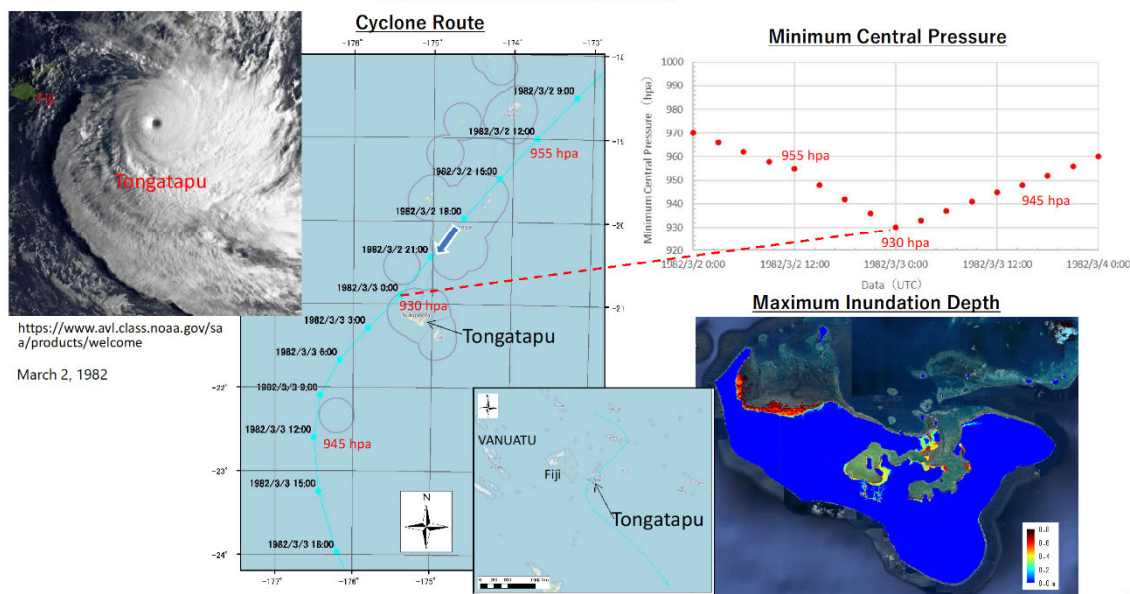 Cyclone Route
Minimum Central Pressure
Fiji
Tongatapu
https://www.avl.class.noaa.gov/sa
a/products/welcome
March 2, 1982
-176°
-175°
-174°
-173°
1982/3/2 9:00
1982/3/2 12:00
955 hpa
1982/3/2 15:00
1982/3/2 18:00
1982/3/2 21:00
1982/3/3 0:00
930 hpa
1982/3/3 3:00
Tongatapu
1982/3/3 6:00
1982/3/3 9:00
1982/3/3 12:00
945 hpa
1982/3/3 15:00
1982/3/3 18:00
-20
-21
-22°
-23°
-24°
-177°
-176°
-175°
N
VANUATU
Fiji
Tongatapu
Minimum Central Pressure (hpa)
1000
990
980
970
960
950
940
930
920
955 hpa
945 hpa
930 hpa
1982/3/2 0:00
1982/3/2 12:00
1982/3/3 0:00
1982/3/3 12:00
1982/3/4 0:00
Data (UTC)
Maximum Inundation Depth
0.8
0.6
0.4
0.2
0.0 m